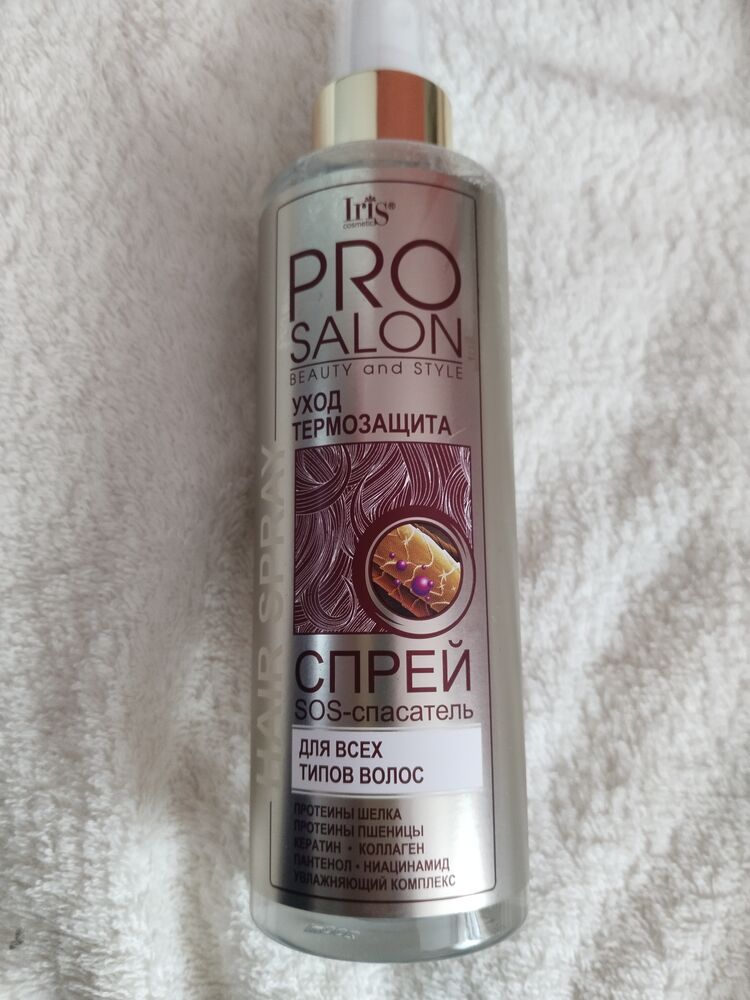 Iris®
cosmetic
PRO
SALON
BEAUTY and STYLE
УХОД
ТЕРМОЗАЩИТА
HAIR SPRAY
СПРЕЙ
SOS-спасатель
ДЛЯ ВСЕХ
ТИПОВ ВОЛОС
ПРОТЕИНЫ ШЕЛКА
ПРОТЕИНЫ ПШЕНИЦЫ
КЕРАТИН • КОЛЛАГЕН
ПАНТЕНОЛ • НИАЦИНАМИД
УВЛАЖНЯЮЩИЙ КОМПЛЕКС